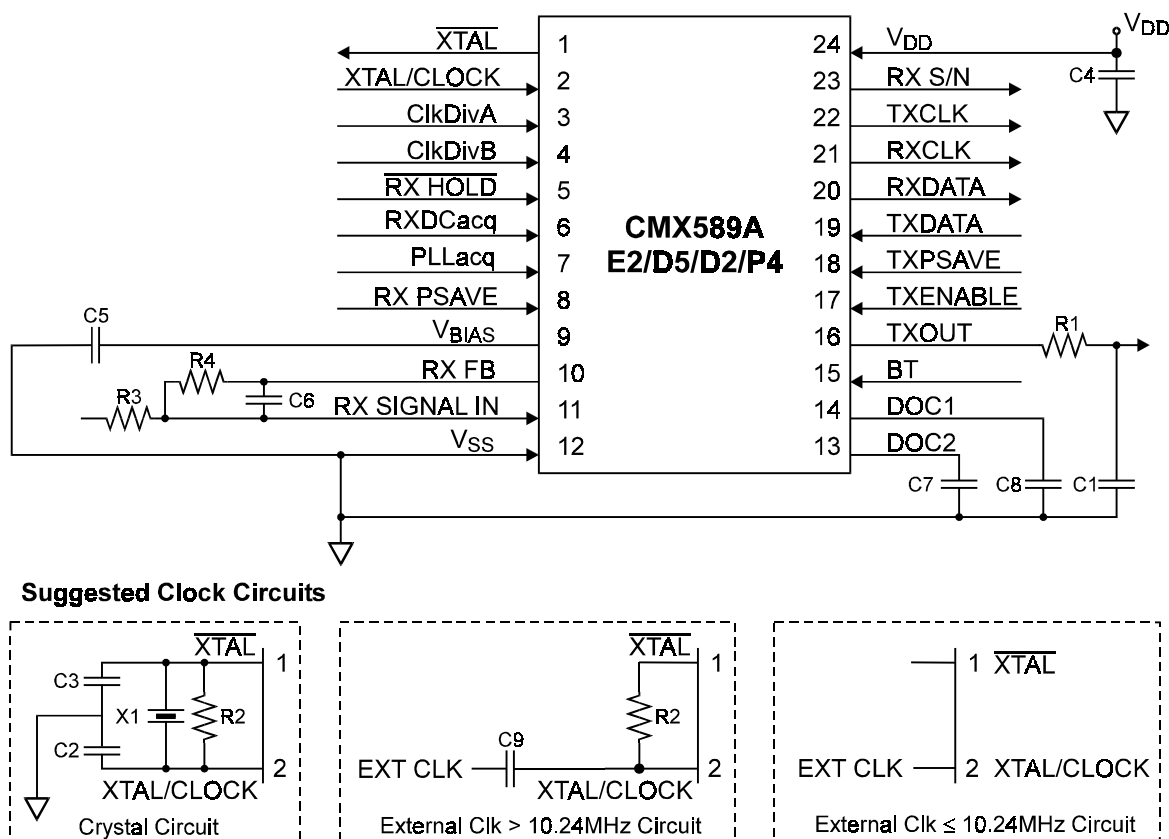 XTAL 1 24 VDD VDD
XTAL/CLOCK 2 23 RX S/N C4
ClkDivA 3 22 TXCLK
ClkDivB 4 21 RXCLK
RX HOLD 5 20 RXDATA
RXDCacq 6 CMX589A 19 TXDATA
PLLacq 7 E2/D5/D2/P4 18 TXPSAVE
RX PSAVE 8 17 TXENABLE
C5 VBIAS 9 16 TXOUT R1
R4 RX FB 10 15 BT
R3 C6 RX SIGNAL IN 11 14 DOC1
VSS 12 13 DOC2
C7 C8 C1
Suggested Clock Circuits
XTAL 1
C3
X1 R2
C2
2
XTAL/CLOCK
Crystal Circuit
XTAL 1
R2
C9
EXT CLK 2
XTAL/CLOCK
External Clk > 10.24MHz Circuit
1 XTAL
EXT CLK 2 XTAL/CLOCK
External Clk ≤ 10.24MHz Circuit